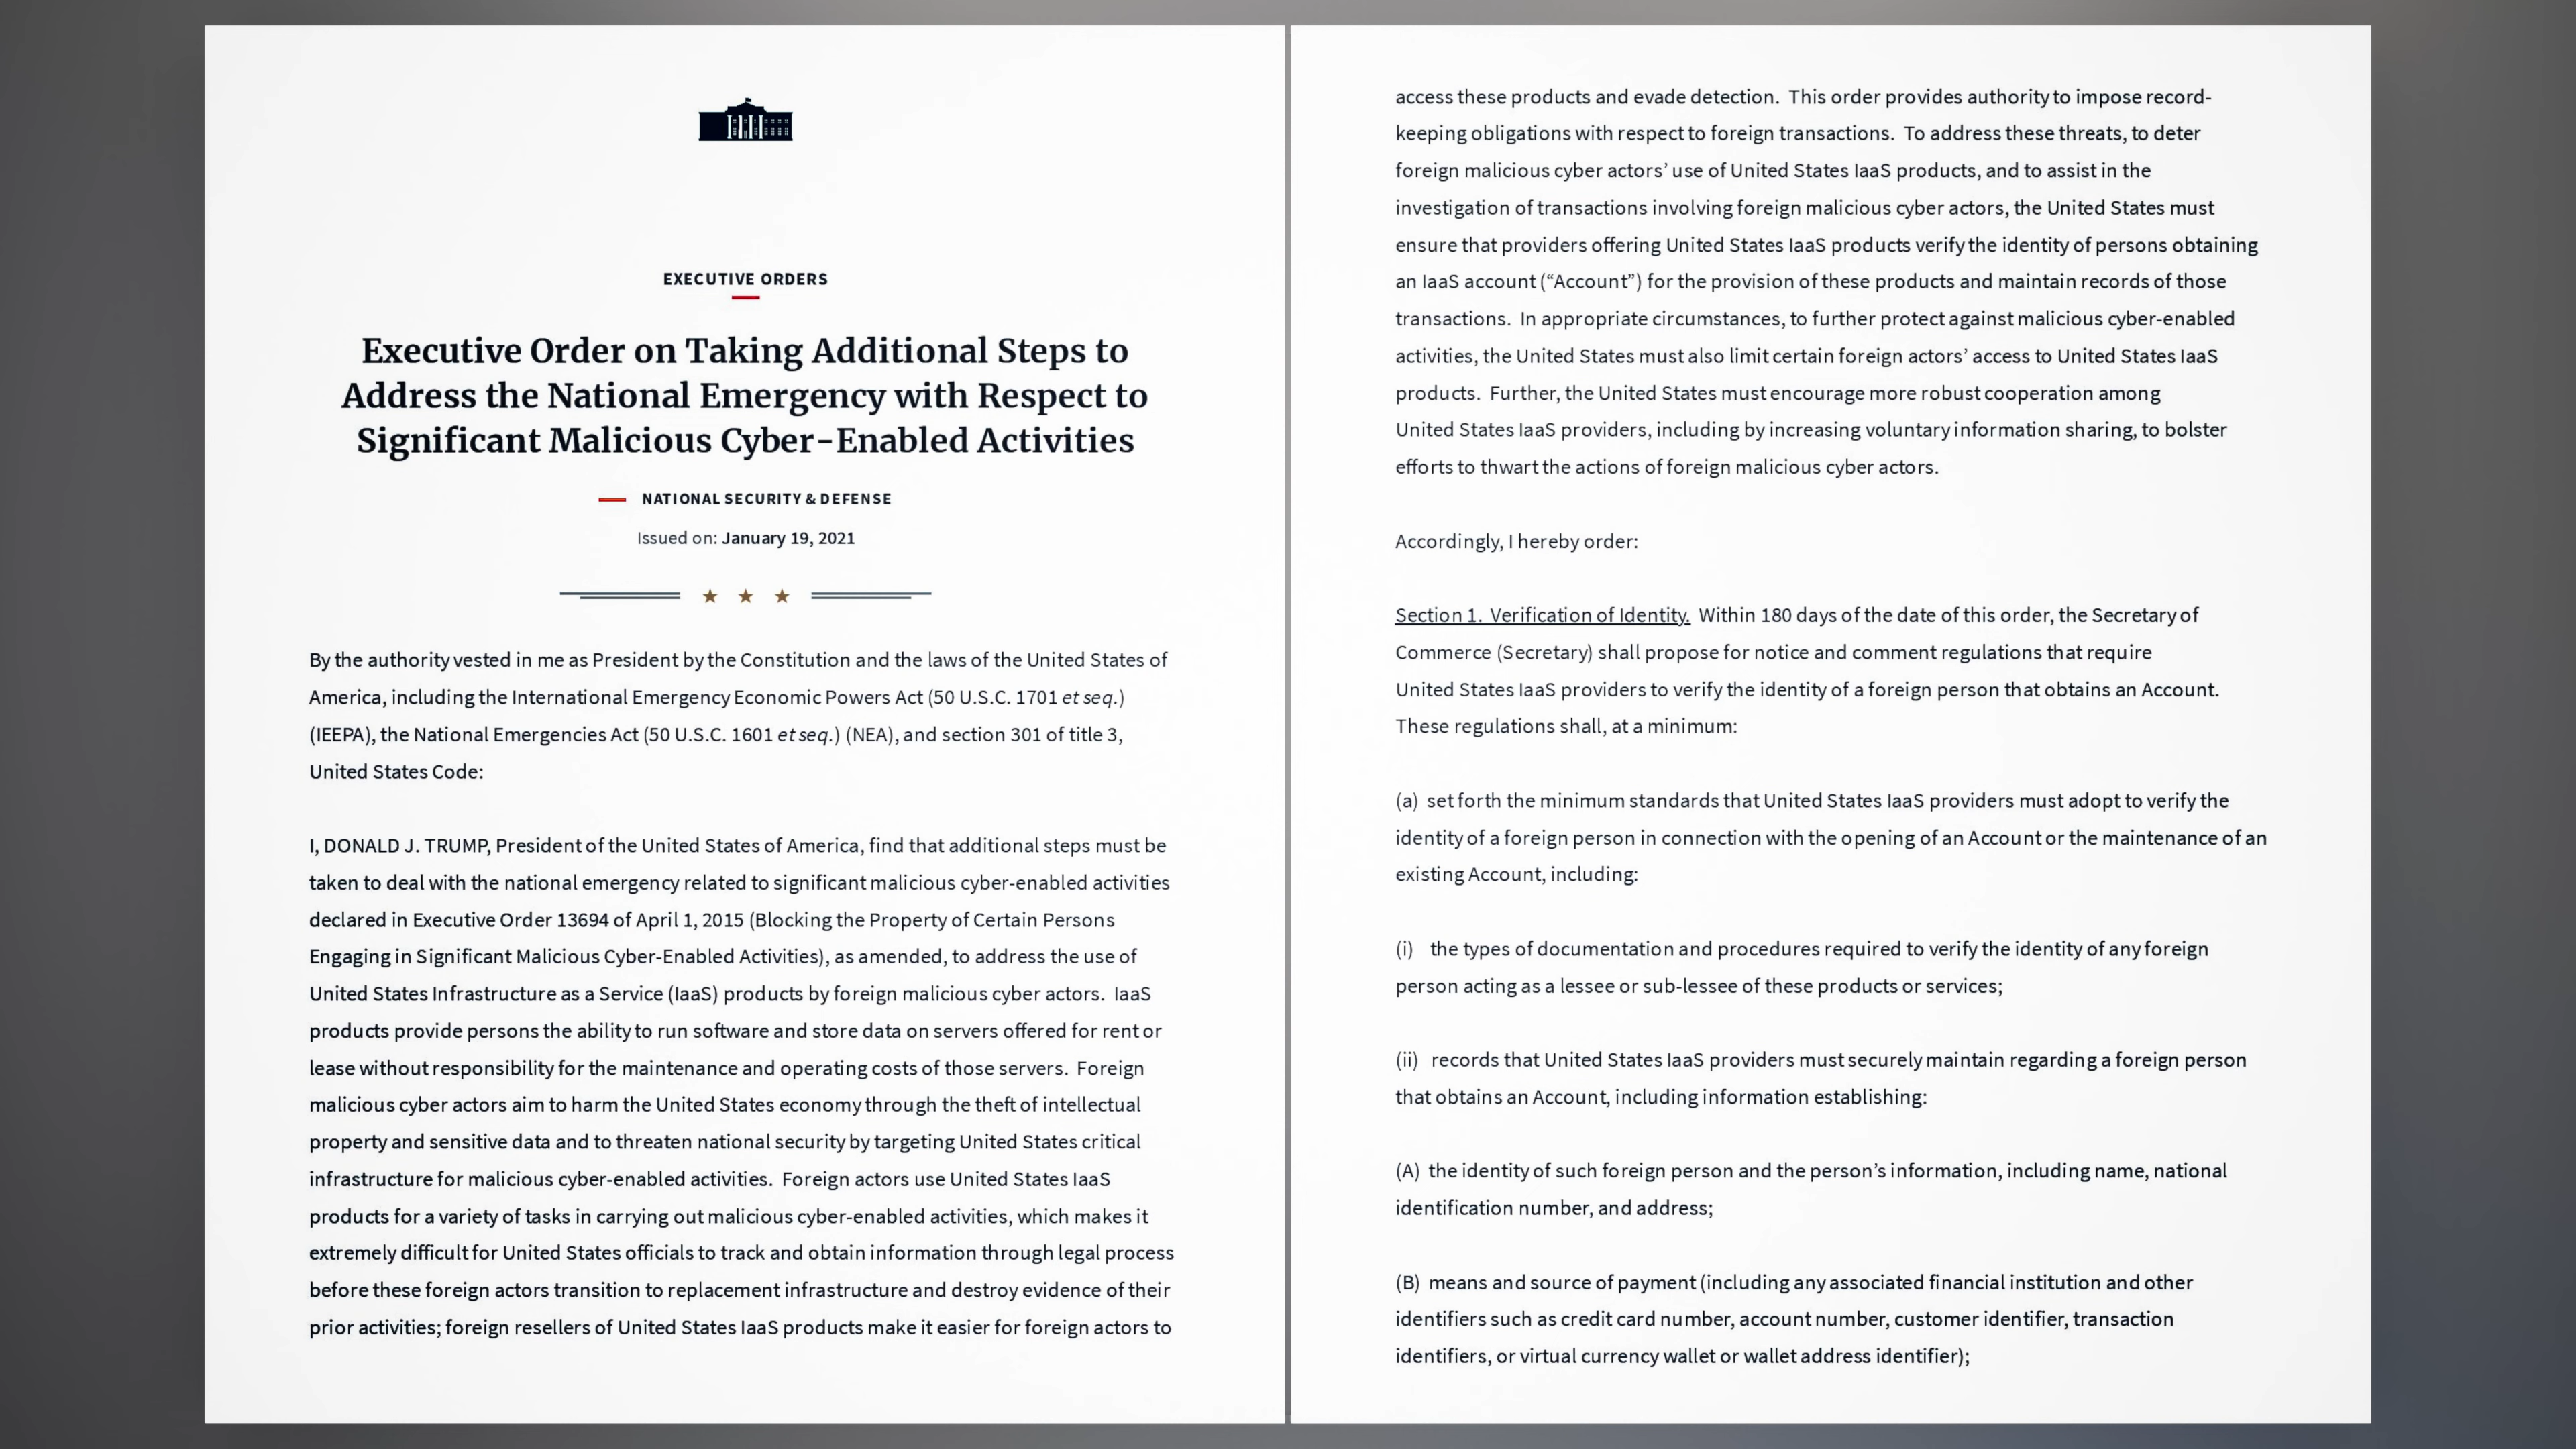 EXECUTIVE ORDERS
Executive Order on Taking Additional Steps to
Address the National Emergency with Respect to
Significant Malicious Cyber-Enabled Activities
NATIONAL SECURITY & DEFENSE
Issued on: January 19, 2021
By the authority vested in me as President by the Constitution and the laws of the United States of
America, including the International Emergency Economic Powers Act (50 U.S.C. 1701 et seq.)
(IEEPA), the National Emergencies Act (50 U.S.C. 1601 et seq.) (NEA), and section 301 of title 3,
United States Code:
I, DONALD J. TRUMP, President of the United States of America, find that additional steps must be
taken to deal with the national emergency related to significant malicious cyber-enabled activities
declared in Executive Order 13694 of April 1, 2015 (Blocking the Property of Certain Persons
Engaging in Significant Malicious Cyber-Enabled Activities), as amended, to address the use of
United States Infrastructure as a Service (IaaS) products by foreign malicious cyber actors.  IaaS
products provide persons the ability to run software and store data on servers offered for rent or
lease without responsibility for the maintenance and operating costs of those servers.  Foreign
malicious cyber actors aim to harm the United States economy through the theft of intellectual
property and sensitive data and to threaten national security by targeting United States critical
infrastructure for malicious cyber-enabled activities.  Foreign actors use United States IaaS
products for a variety of tasks in carrying out malicious cyber-enabled activities, which makes it
extremely difficult for United States officials to track and obtain information through legal process
before these foreign actors transition to replacement infrastructure and destroy evidence of their
prior activities; foreign resellers of United States IaaS products make it easier for foreign actors to
access these products and evade detection.  This order provides authority to impose record-
keeping obligations with respect to foreign transactions.  To address these threats, to deter
foreign malicious cyber actors’ use of United States IaaS products, and to assist in the
investigation of transactions involving foreign malicious cyber actors, the United States must
ensure that providers offering United States IaaS products verify the identity of persons obtaining
an IaaS account (“Account”) for the provision of these products and maintain records of those
transactions.  In appropriate circumstances, to further protect against malicious cyber-enabled
activities, the United States must also limit certain foreign actors’ access to United States IaaS
products.  Further, the United States must encourage more robust cooperation among
United States IaaS providers, including by increasing voluntary information sharing, to bolster
efforts to thwart the actions of foreign malicious cyber actors.
Accordingly, I hereby order:
Section 1.  Verification of Identity.  Within 180 days of the date of this order, the Secretary of
Commerce (Secretary) shall propose for notice and comment regulations that require
United States IaaS providers to verify the identity of a foreign person that obtains an Account.
These regulations shall, at a minimum:
(a)  set forth the minimum standards that United States IaaS providers must adopt to verify the
identity of a foreign person in connection with the opening of an Account or the maintenance of an
existing Account, including:
(i)   the types of documentation and procedures required to verify the identity of any foreign
person acting as a lessee or sub-lessee of these products or services;
(ii)   records that United States IaaS providers must securely maintain regarding a foreign person
that obtains an Account, including information establishing:
(A)  the identity of such foreign person and the person’s information, including name, national
identification number, and address;
(B)  means and source of payment (including any associated financial institution and other
identifiers such as credit card number, account number, customer identifier, transaction
identifiers, or virtual currency wallet or wallet address identifier);